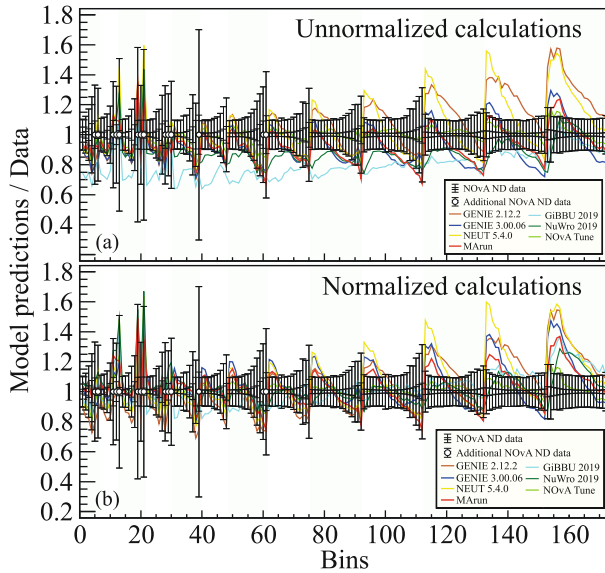 Unnormalized calculations
1.8
1.6
1.4
1.2
1
0.8
0.6
0.4
(a)
NOvA ND data
Additional NOvA ND data
GENIE 2.12.2
GiBBU 2019
GENIE 3.00.06
NuWro 2019
NEUT 5.4.0
NOvA Tune
MArun
Model predictions / Data
Normalized calculations
1.8
1.6
1.4
1.2
1
0.8
0.6
0.4
0.2
(b)
NOvA ND data
Additional NOvA ND data
GENIE 2.12.2
GiBBU 2019
GENIE 3.00.06
NuWro 2019
NEUT 5.4.0
NOvA Tune
MArun
0 20 40 60 80 100 120 140 160
Bins